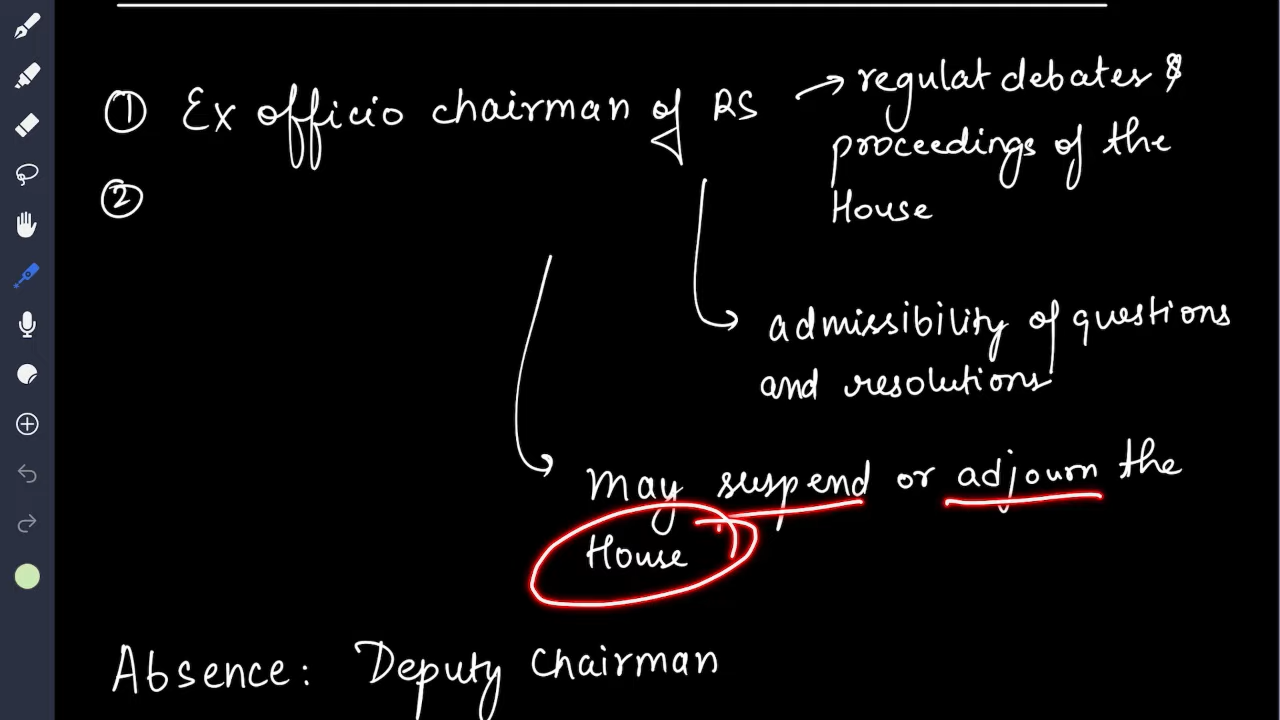 ① Ex officio chairman of RS
→ regulat debates &
proceedings of the
House
②
admissibility of questions
and resolutions
may suspend or adjourn the
House
Absence: Deputy Chairman